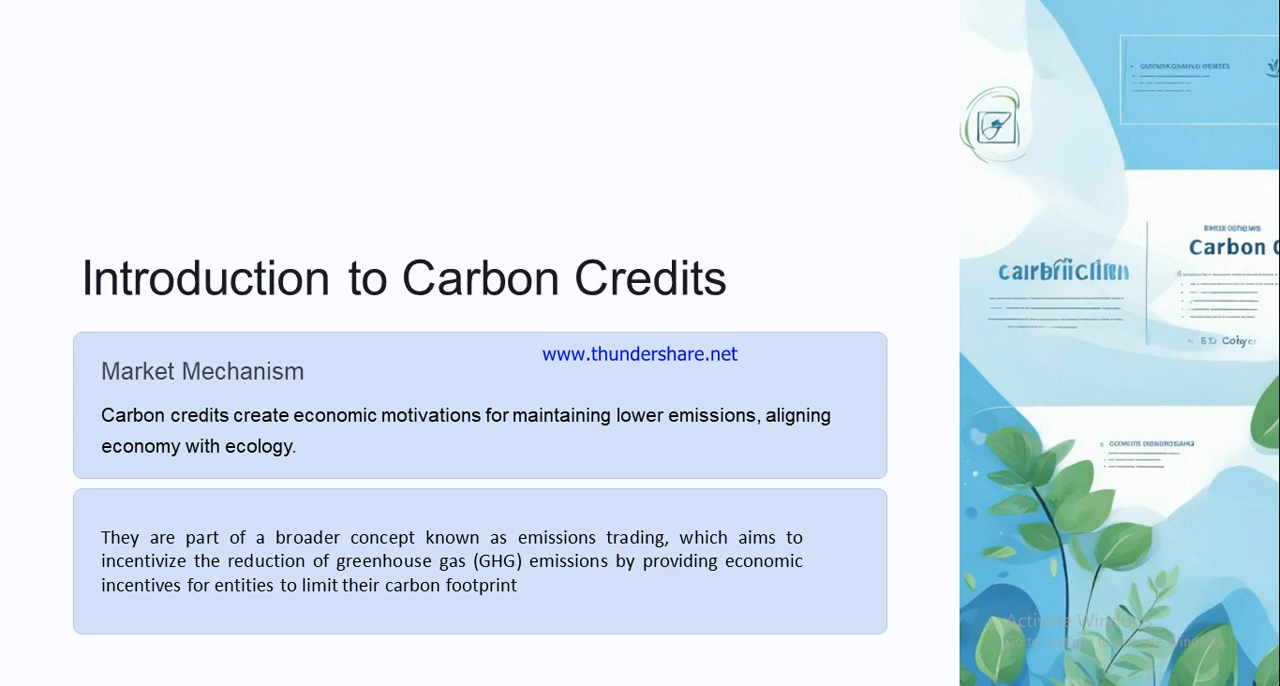 Introduction to Carbon Credits
www.thundershare.net
Market Mechanism
Carbon credits create economic motivations for maintaining lower emissions, aligning
economy with ecology.
They are part of a broader concept known as emissions trading, which aims to
incentivize the reduction of greenhouse gas (GHG) emissions by providing economic
incentives for entities to limit their carbon footprint
Carbon C
Activate Windows